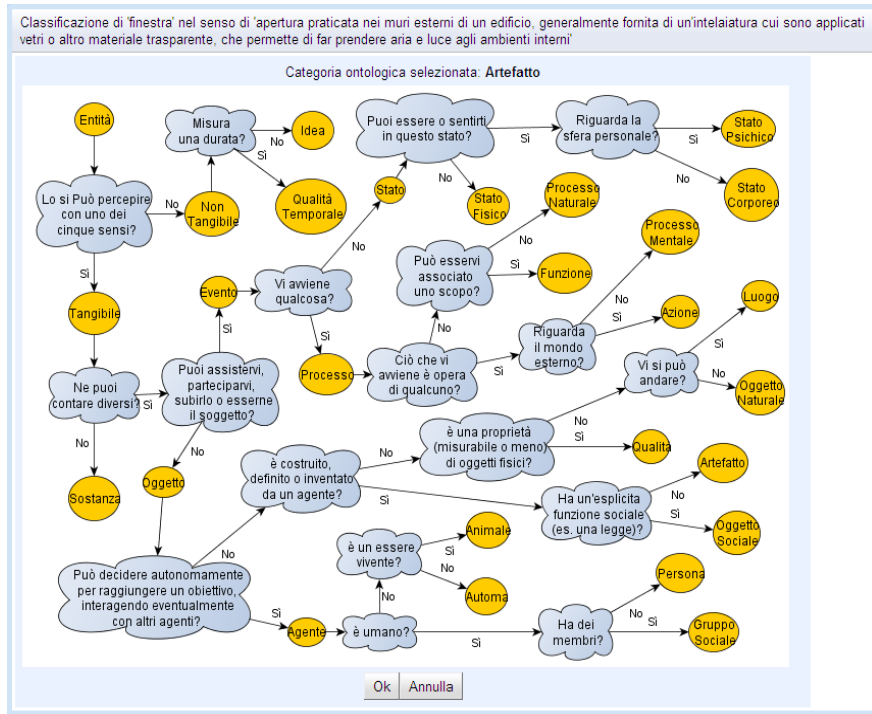 Classificazione di 'finestra' nel senso di 'apertura praticata nei muri esterni di un edificio, generalmente fornita di un'intelaiatura cui sono applicati
vetri o altro materiale trasparente, che permette di far prendere aria e luce agli ambienti interni'
Categoria ontologica selezionata: Artefatto
Entità
Misura
una durata?
No
Idea
Sì
Puoi essere o sentirti
in questo stato?
Sì
Riguarda la
sfera personale?
Sì
Stato
Psichico
No
Stato
Corporeo
Lo si Può percepire
con uno dei
cinque sensi?
No
Non
Tangibile
Qualità
Temporale
Stato
No
Stato
Fisico
Processo
Naturale
Processo
Mentale
Sì
Tangibile
Evento
Vi avviene
qualcosa?
No
Sì
Può esservi
associato
uno scopo?
No
Sì
Funzione
No
Sì
Azione
Luogo
Ne puoi
contare diversi?
Sì
Puoi assistervi,
parteciparvi,
subirlo o esserne
il soggetto?
Sì
Processo
Ciò che vi
avviene è opera
di qualcuno?
No
Sì
Riguarda
il mondo
esterno?
Vi si può
andare?
Sì
No
Oggetto
Naturale
No
Sostanza
No
Oggetto
è costruito,
definito o inventato
da un agente?
No
Sì
è una proprietà
(misurabile o meno)
di oggetti fisici?
No
Sì
Qualità
Artefatto
Ha un'esplicita
funzione sociale
(es. una legge)?
No
Sì
Oggetto
Sociale
Può decidere autonomamente
per raggiungere un obiettivo,
interagendo eventualmente
con altri agenti?
No
Sì
Agente
è umano?
No
è un essere
vivente?
Sì
Animale
No
Automa
Sì
Ha dei
membri?
No
Persona
Sì
Gruppo
Sociale
Ok
Annulla